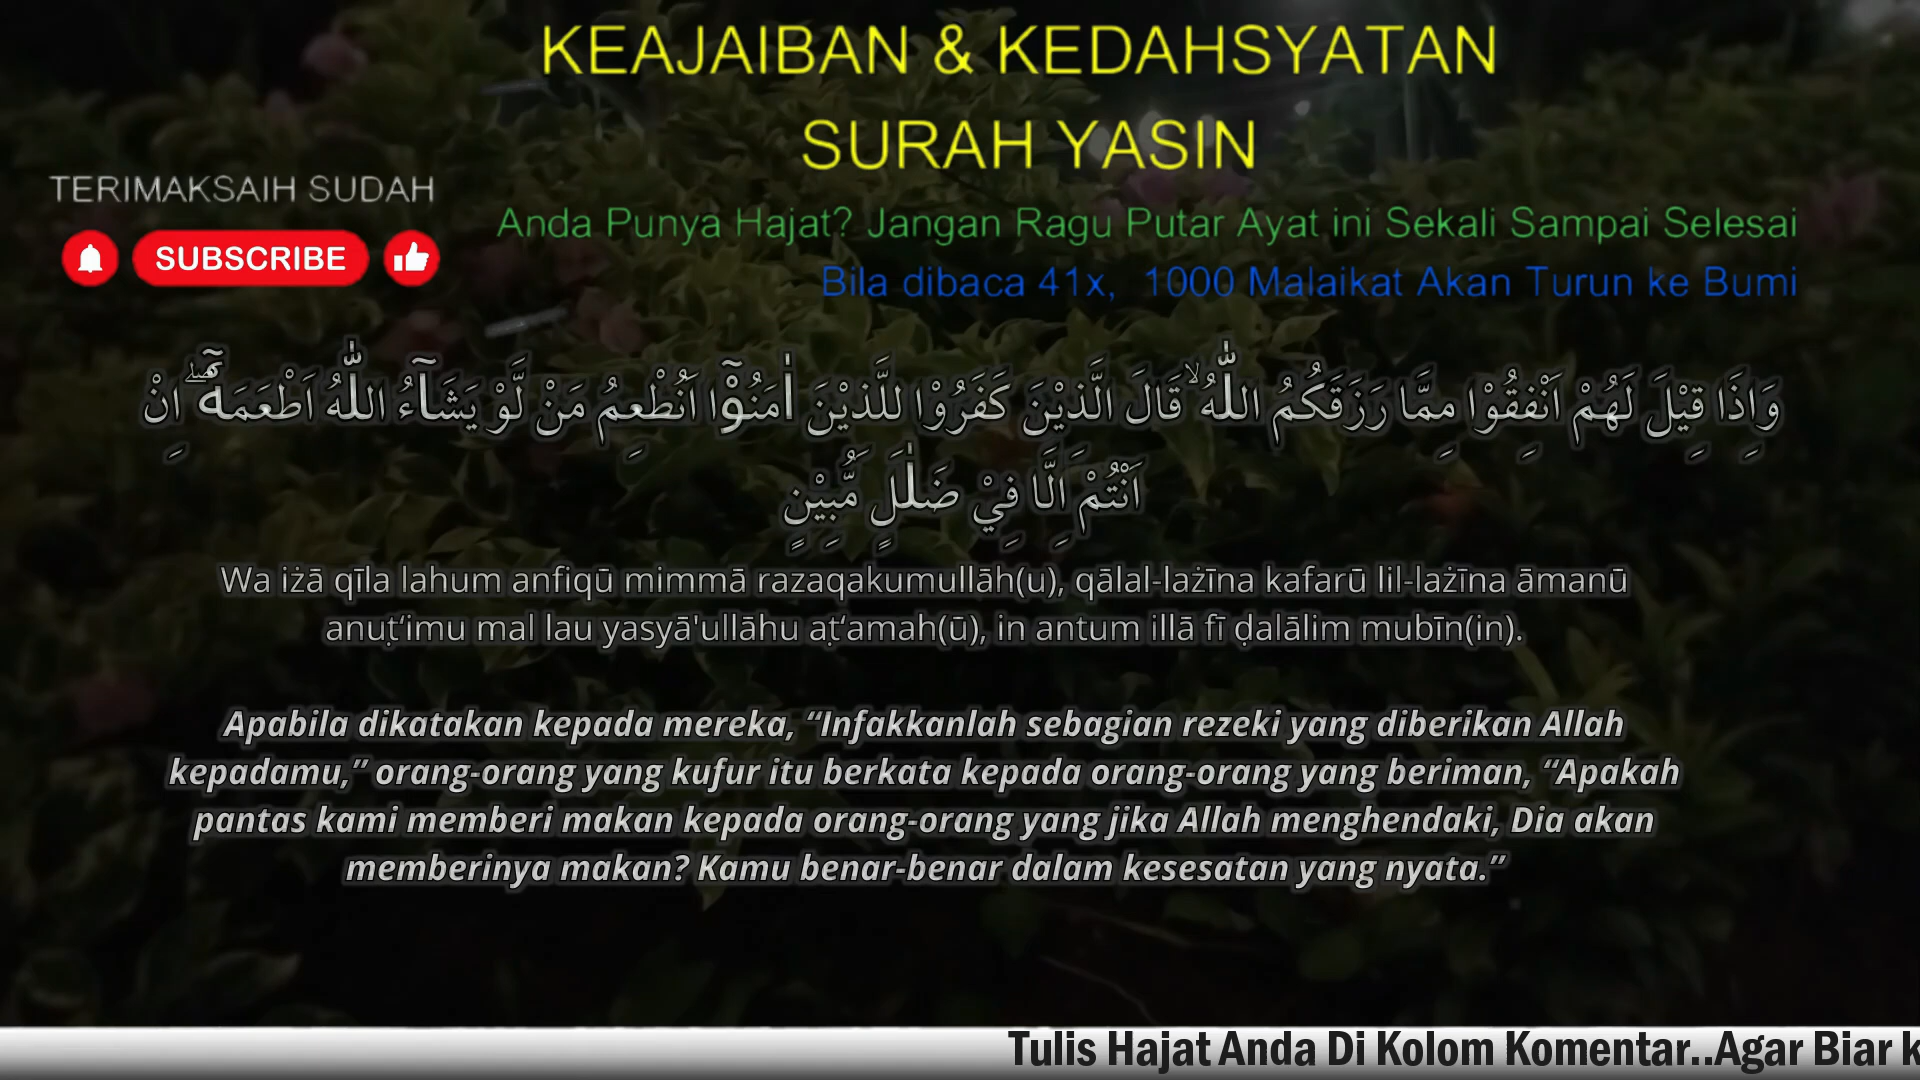 KEAJAIBAN & KEDAHSYATAN
SURAH YASIN
TERIMAKSAIH SUDAH
SUBSCRIBE
Anda Punya Hajat? Jangan Ragu Putar Ayat ini Sekali Sampai Selesai
Bila dibaca 41x, 1000 Malaikat Akan Turun ke Bumi
وَاِذَا قِيْلَ لَهُمْ اَنْفِقُوْا مِمَّا رَزَقَكُمُ اللّٰهُ ۙقَالَ الَّذِيْنَ كَفَرُوْا لِلَّذِيْنَ اٰمَنُوْٓا اَنُطْعِمُ مَنْ لَّوْ يَشَاۤءُ اللّٰهُ اَطْعَمَهٗٓ ۖاِنْ
اَنْتُمْ اِلَّا فِيْ ضَلٰلٍ مُّبِيْنٍ
Wa iżā qīla lahum anfiqū mimmā razaqakumullāh(u), qālal-lażīna kafarū lil-lażīna āmanū
anuṭ‘imu mal lau yasyā'ullāhu aṭ‘amah(ū), in antum illā fī ḍalālim mubīn(in).
Apabila dikatakan kepada mereka, “Infakkanlah sebagian rezeki yang diberikan Allah
kepadamu,” orang-orang yang kufur itu berkata kepada orang-orang yang beriman, “Apakah
pantas kami memberi makan kepada orang-orang yang jika Allah menghendaki, Dia akan
memberinya makan? Kamu benar-benar dalam kesesatan yang nyata.”
Tulis Hajat Anda Di Kolom Komentar..Agar Biar k